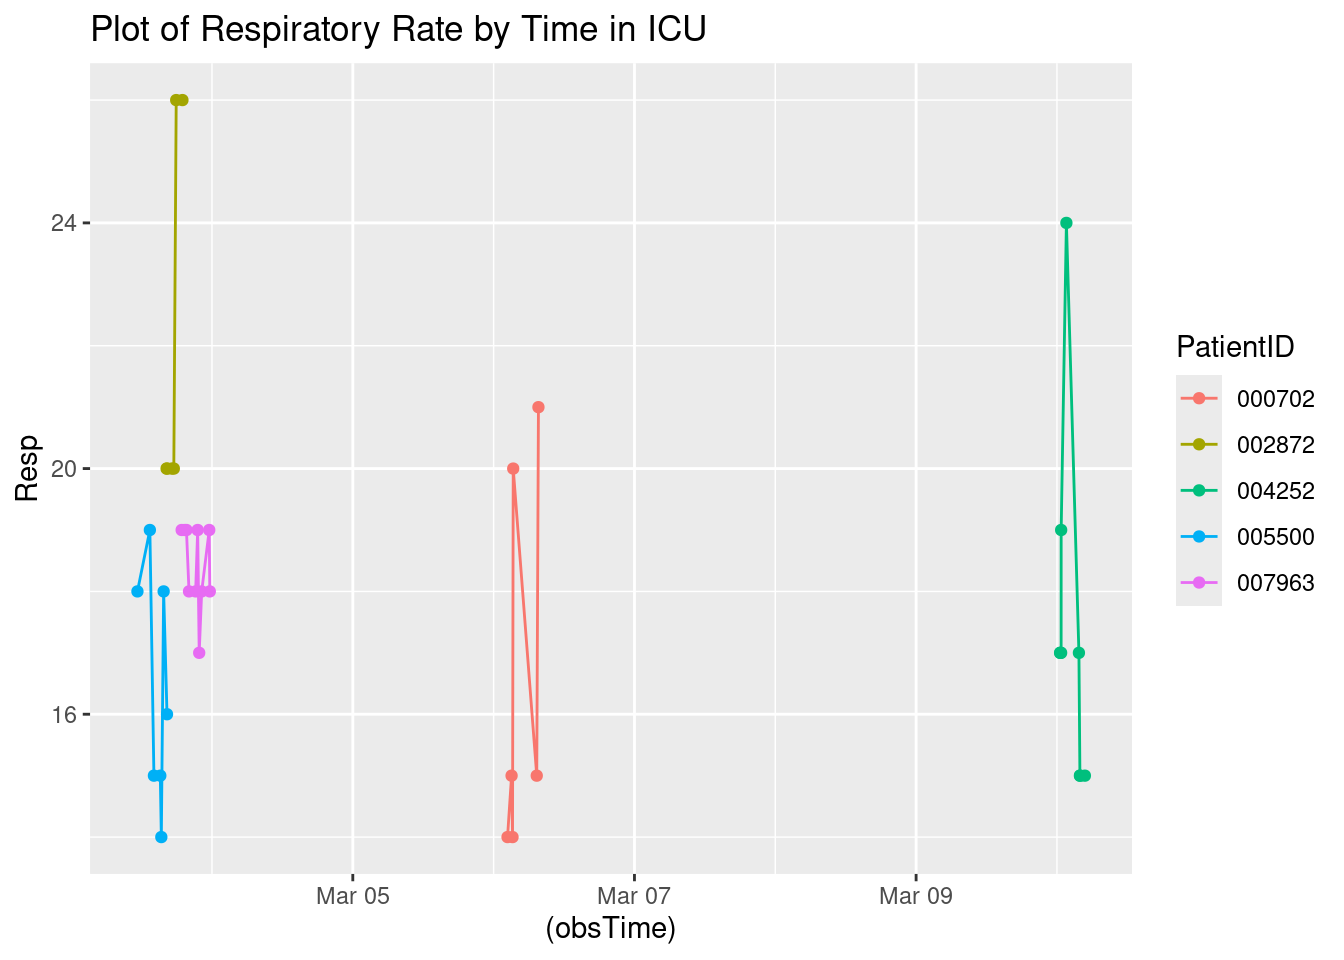 Plot of Respiratory Rate by Time in ICU
24
20
16
Resp
Mar 05
Mar 07
Mar 09
(obsTime)
PatientID
000702
002872
004252
005500
007963